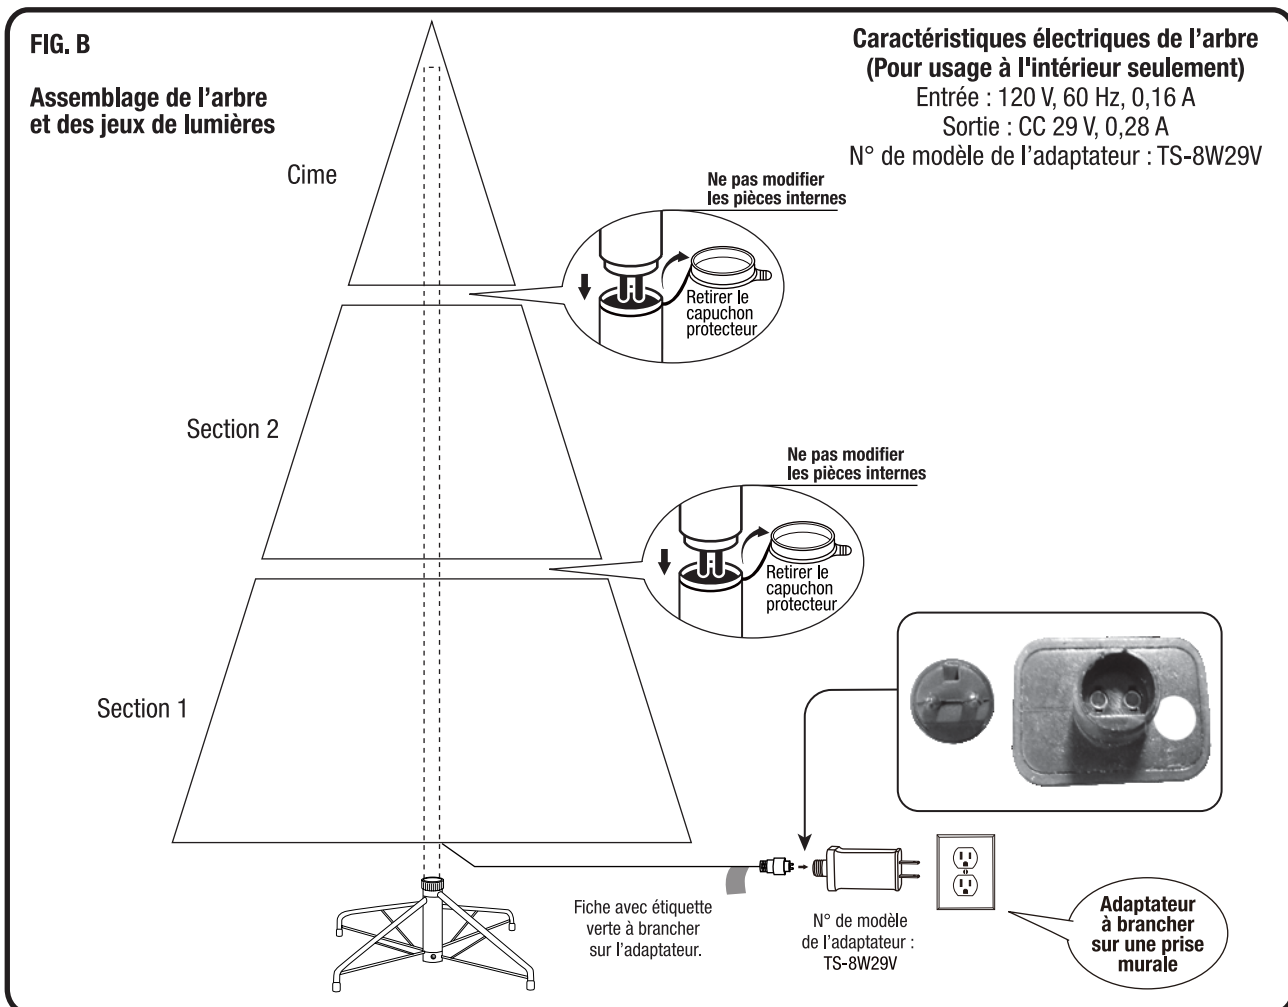 FIG. B
Assemblage de l’arbre
et des jeux de lumières
Caractéristiques électriques de l’arbre
(Pour usage à l'intérieur seulement)
Entrée : 120 V, 60 Hz, 0,16 A
Sortie : CC 29 V, 0,28 A
N° de modèle de l’adaptateur : TS-8W29V
Cime
Ne pas modifier
les pièces internes
Retirer le
capuchon
protecteur
Section 2
Ne pas modifier
les pièces internes
Retirer le
capuchon
protecteur
Section 1
Fiche avec étiquette
verte à brancher
sur l’adaptateur.
N° de modèle
de l’adaptateur :
TS-8W29V
Adaptateur
à brancher
sur une prise
murale